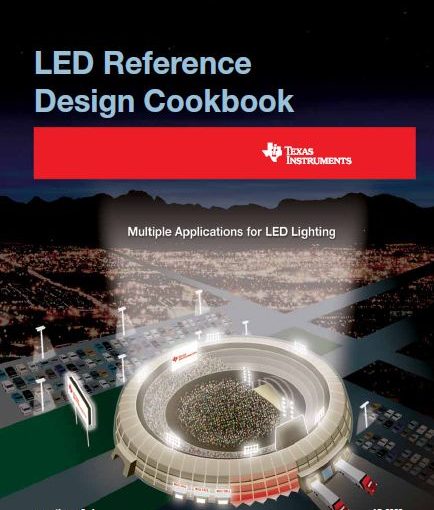 LED Reference
Design Cookbook
TEXAS
INSTRUMENTS
Multiple Applications for LED Lighting